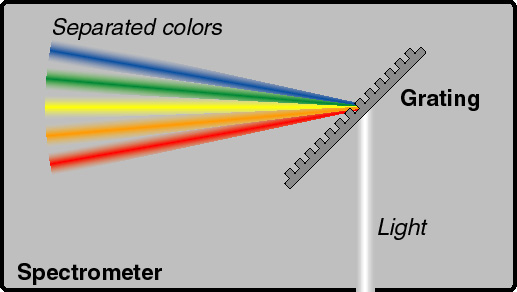 Separated colors
Grating
Light
Spectrometer